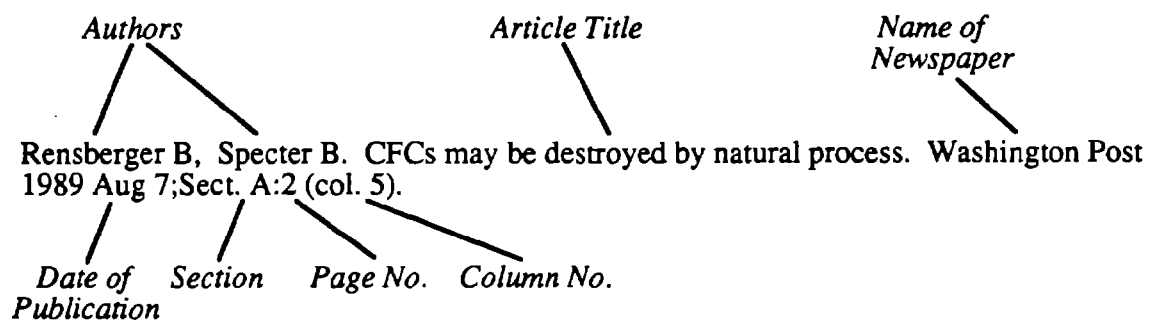 Authors Article Title Name of
Newspaper
Rensberger B, Specter B. CFCs may be destroyed by natural process. Washington Post
1989 Aug 7;Sect. A:2 (col. 5).
Date of Section Page No. Column No.
Publication